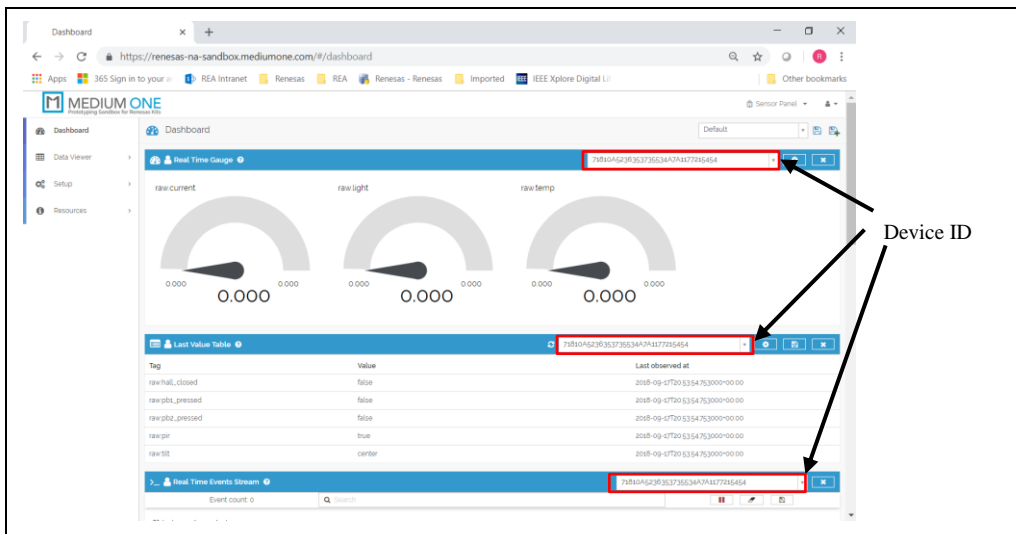 Dashboard × +
https://renesas-na-sandbox.mediumone.com/#/dashboard
Apps 365 Sign in to your a REA Intranet Renesas REA Renesas - Renesas Imported IEEE Xplore Digital Li Other bookmarks
MEDIUM ONE
Prototyping Sandbox for Renesas Kits
Sensor Panel
Dashboard
Data Viewer
Setup
Resources
Dashboard Default
Real Time Gauge
raw:current raw:light raw:temp
0.000 0.000 0.000 0.000 0.000 0.000
0.000 0.000 0.000
Device ID
Last Value Table
Tag Value Last observed at
raw:hall_closed false 2018-09-17T20:53:54.753000+00:00
raw:pb1_pressed false 2018-09-17T20:53:54.753000+00:00
raw:pb2_pressed false 2018-09-17T20:53:54.753000+00:00
raw:pir true 2018-09-17T20:53:54.753000+00:00
raw:tilt center 2018-09-17T20:53:54.753000+00:00
>_ Real Time Events Stream
Event count: 0 Search